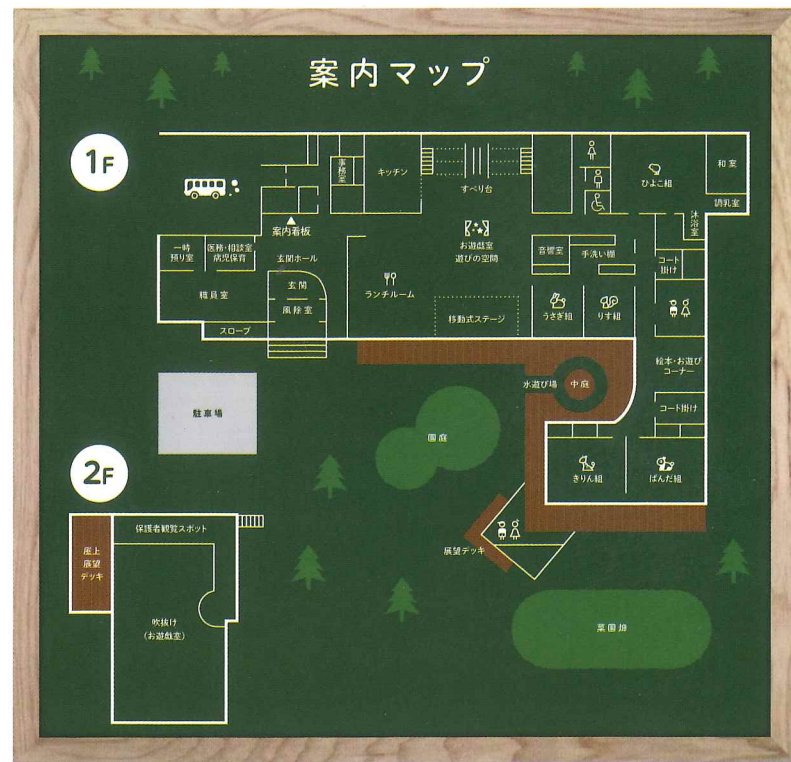 案内マップ
1F
事務室
キッチン
すべり台
ひよこ組
和室
調乳室
沐浴室
案内看板
一時
預り室
医務・相談室
病児保育
玄関ホール
お遊戯室
遊びの空間
音響室
手洗い棚
コート
掛け
職員室
玄関
風除室
ランチルーム
移動式ステージ
うさぎ組
りす組
スロープ
絵本・お遊び
コーナー
水遊び場
中庭
コート掛け
駐車場
園庭
きりん組
ぱんだ組
2F
保護者観覧スポット
屋上
展望
デッキ
展望デッキ
吹抜け
(お遊戯室)
菜園畑